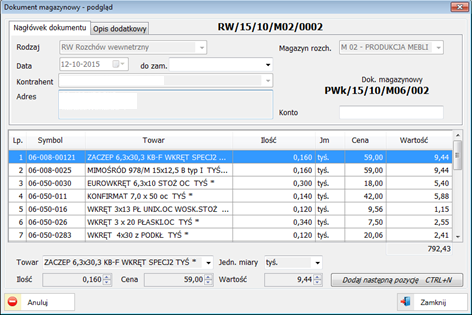 Dokument magazynowy - podgląd
Nagłówek dokumentu Opis dodatkowy RW/15/10/M02/0002
Rodzaj RW Rozchów wewnetrzny Magazyn rozch. M 02 - PRODUKCJA MEBLI
Data 12-10-2015 do zam.
Kontrahent Dok. magazynowy
Adres PWk/15/10/M06/002
Konto
Lp. Symbol Towar Ilość Jm Cena Wartość
1 06-008-00121 ZACZEP 6,3x30,3 KB-F WKRĘT SPECJ2 ... 0,160 tyś. 59,00 9,44
2 06-008-0025 MIMOŚRÓD 978/M 15x12,5 B typ I TYŚ... 0,160 tyś. 59,00 9,44
3 06-050-0030 EUROWKRĘT 6,3x10 STOŻ OC TYŚ * 0,300 tyś. 18,00 5,40
4 06-050-011 KONFIRMAT 7,0 x 50 oc TYŚ * 0,140 tyś. 42,00 5,88
5 06-050-016 WKRĘT 3x13 PŁ UNIX.OC WOSK.STOŻ ... 0,120 tyś. 9,56 1,15
6 06-050-026 WKRĘT 3 x 20 PŁASKI.OC TYŚ * 0,340 tyś. 7,50 2,55
7 06-050-0283 WKRĘT 4x30 z PODKŁ TYŚ * 0,120 tyś. 20,06 2,41
792,43
Towar ZACZEP 6,3x30,3 KB-F WKRĘT SPECJ2 TYŚ * Jedn. miary tyś.
Ilość 0,160 Cena 59,00 Wartość 9,44 Dodaj następną pozycję CTRL+N
Anuluj Zamknij